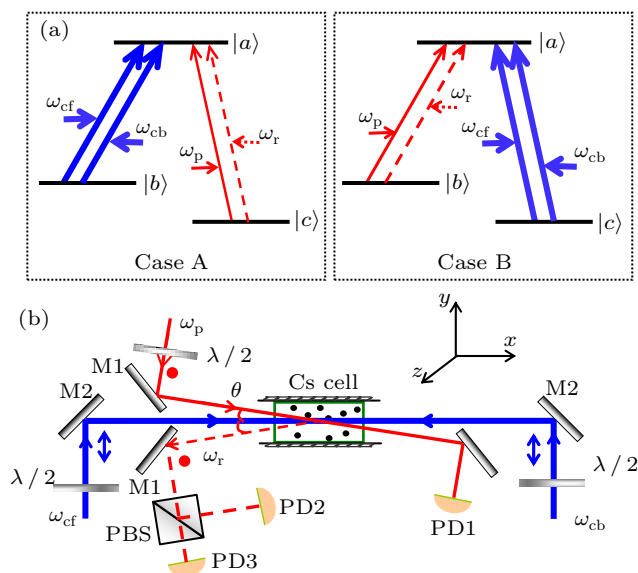 (a)
|a⟩
ω_cf
ω_cb
ω_p
ω_r
|b⟩
|c⟩
Case A
|a⟩
ω_p
ω_r
ω_cf
ω_cb
|b⟩
|c⟩
Case B
(b)
ω_p
λ / 2
M1
M2
θ
Cs cell
y
x
z
M2
λ / 2
ω_cf
M1
ω_r
PBS
PD2
PD3
PD1
λ / 2
ω_cb